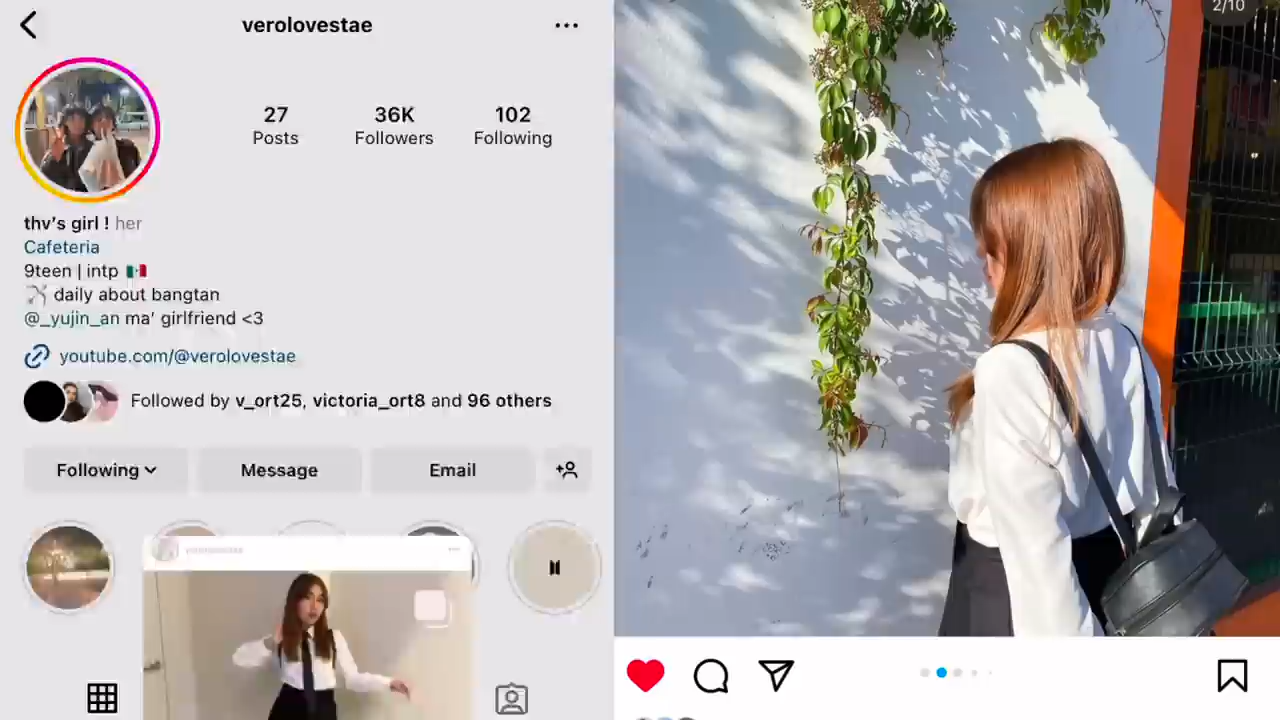 verolovestae
27
36K
102
Posts
Followers
Following
thv's girl ! her
Cafeteria
9teen | intp 🇲🇽
daily about bangtan
@_yujin_an ma' girlfriend <3
youtube.com/@verolovestae
Followed by v_ort25, victoria_ort8 and 96 others
Following
Message
Email
verolovestae
2/10